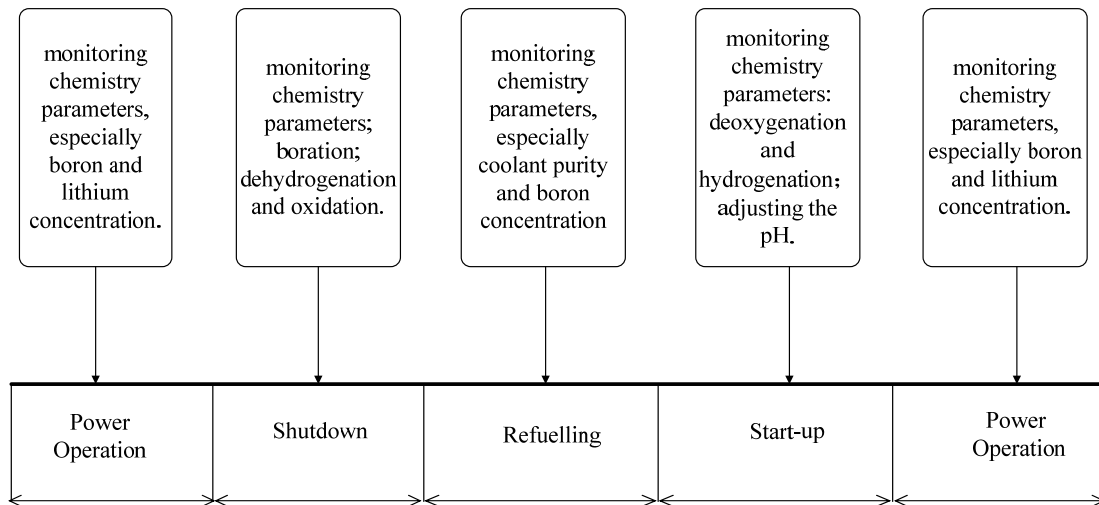 monitoring
chemistry
parameters,
especially
boron and
lithium
concentration.
monitoring
chemistry
parameters;
boration;
dehydrogenation
and oxidation.
monitoring
chemistry
parameters,
especially
coolant purity
and boron
concentration
monitoring
chemistry
parameters:
deoxygenation
and
hydrogenation;
adjusting the
pH.
monitoring
chemistry
parameters,
especially boron
and lithium
concentration.
Power
Operation
Shutdown
Refuelling
Start-up
Power
Operation